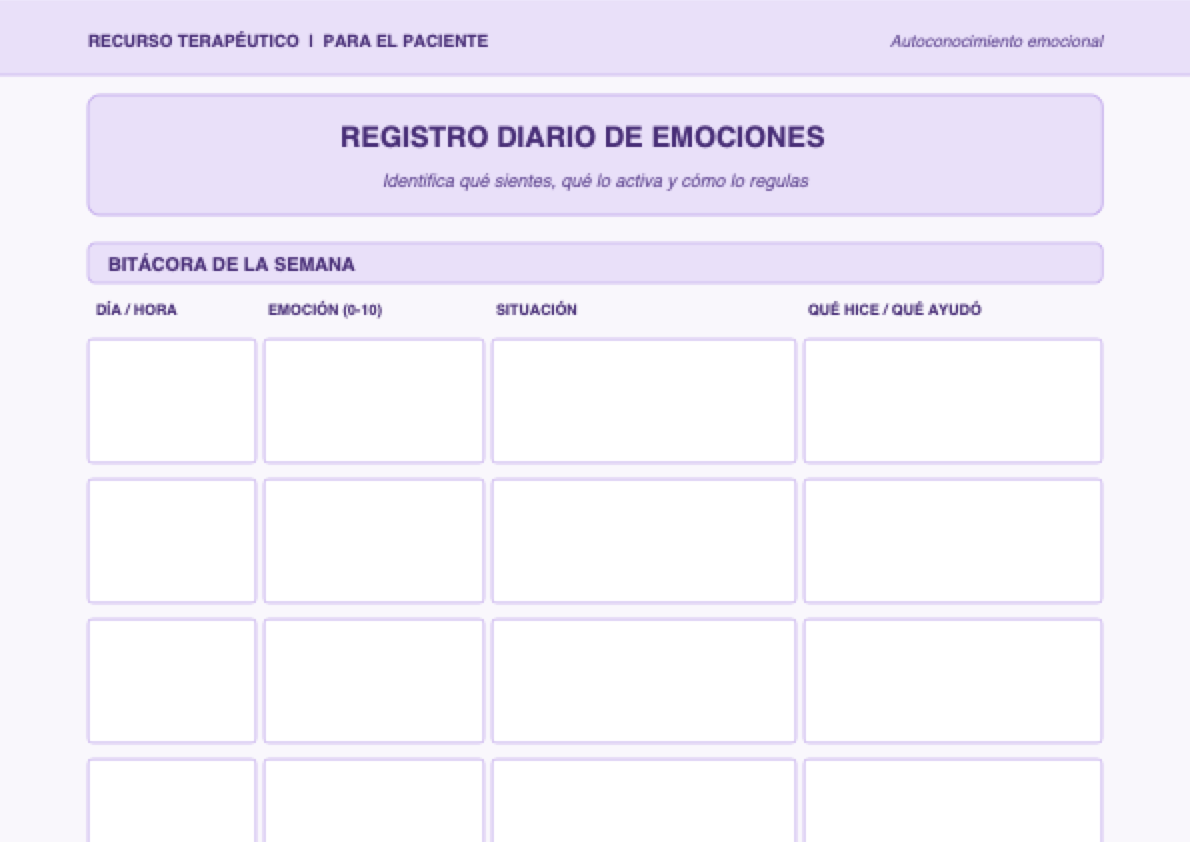 RECURSO TERAPÉUTICO | PARA EL PACIENTE
Autoconocimiento emocional
REGISTRO DIARIO DE EMOCIONES
Identifica qué sientes, qué lo activa y cómo lo regulas
BITÁCORA DE LA SEMANA
DÍA / HORA
EMOCIÓN (0-10)
SITUACIÓN
QUÉ HICE / QUÉ AYUDÓ